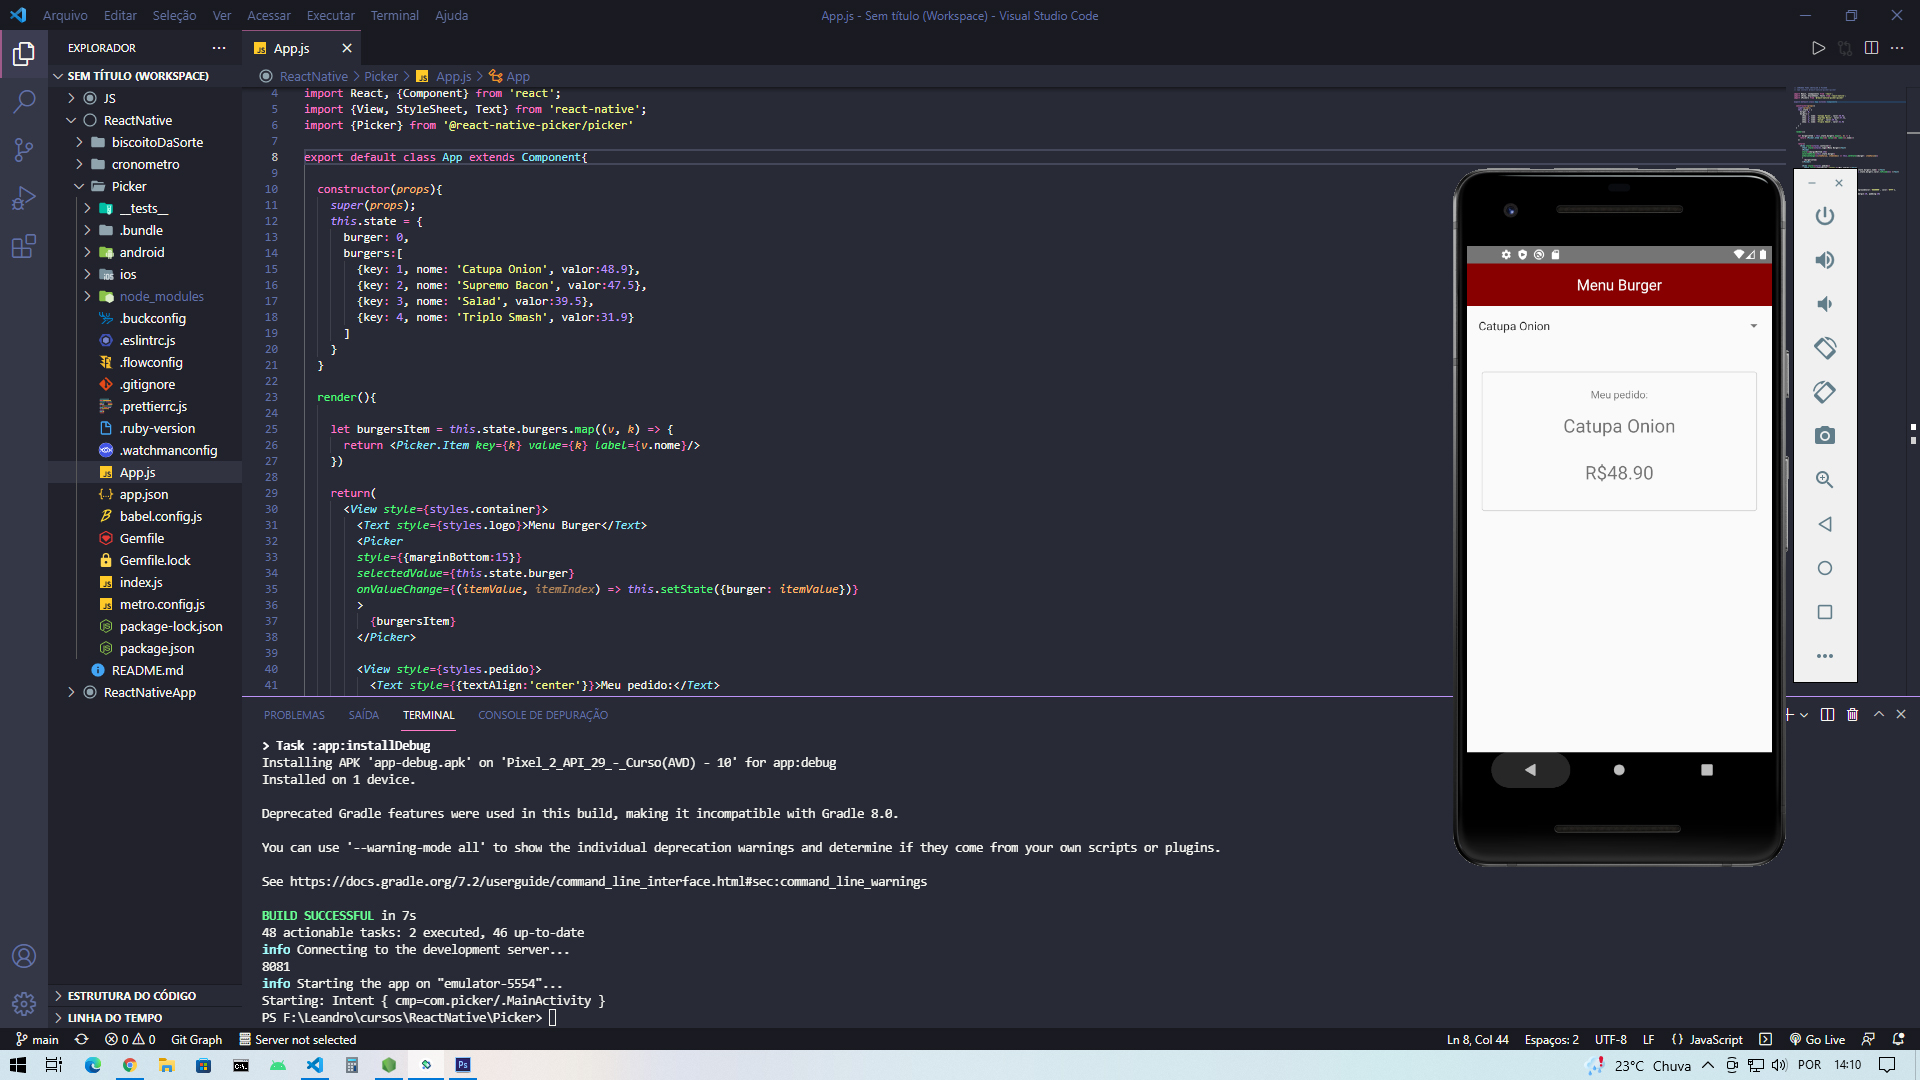 Arquivo Editar Seleção Ver Acessar Executar Terminal Ajuda
App.js - Sem título (Workspace) - Visual Studio Code
EXPLORADOR
App.js
SEM TÍTULO (WORKSPACE)
JS
ReactNative
biscoitoDaSorte
cronometro
Picker
__tests__
.bundle
android
ios
node_modules
.buckconfig
.eslintrc.js
.flowconfig
.gitignore
.prettierrc.js
.ruby-version
.watchmanconfig
App.js
app.json
babel.config.js
Gemfile
Gemfile.lock
index.js
metro.config.js
package-lock.json
package.json
README.md
ReactNativeApp
ESTRUTURA DO CÓDIGO
LINHA DO TEMPO
ReactNative > Picker > App.js > App
4 import React, {Component} from 'react';
5 import {View, StyleSheet, Text} from 'react-native';
6 import {Picker} from '@react-native-picker/picker'
7
8 export default class App extends Component{
9
10 constructor(props){
11 super(props);
12 this.state = {
13 burger: 0,
14 burgers:[
15 {key: 1, nome: 'Catupa Onion', valor:48.9},
16 {key: 2, nome: 'Supremo Bacon', valor:47.5},
17 {key: 3, nome: 'Salad', valor:39.5},
18 {key: 4, nome: 'Triplo Smash', valor:31.9}
19 ]
20 }
21 }
22
23 render(){
24
25 let burgersItem = this.state.burgers.map((v, k) => {
26 return <Picker.Item key={k} value={k} label={v.nome}/>
27 })
28
29 return(
30 <View style={styles.container}>
31 <Text style={styles.logo}>Menu Burger</Text>
32 <Picker
33 style={{marginBottom:15}}
34 selectedValue={this.state.burger}
35 onValueChange={(itemValue, itemIndex) => this.setState({burger: itemValue})}
36 >
37 {burgersItem}
38 </Picker>
39
40 <View style={styles.pedido}>
41 <Text style={{textAlign:'center'}}>Meu pedido:</Text>
Menu Burger
Catupa Onion
Meu pedido:
Catupa Onion
R$48.90
PROBLEMAS SAÍDA TERMINAL CONSOLE DE DEPURAÇÃO
> Task :app:installDebug
Installing APK 'app-debug.apk' on 'Pixel_2_API_29_-_Curso(AVD) - 10' for app:debug
Installed on 1 device.
Deprecated Gradle features were used in this build, making it incompatible with Gradle 8.0.
You can use '--warning-mode all' to show the individual deprecation warnings and determine if they come from your own scripts or plugins.
See https://docs.gradle.org/7.2/userguide/command_line_interface.html#sec:command_line_warnings
BUILD SUCCESSFUL in 7s
48 actionable tasks: 2 executed, 46 up-to-date
info Connecting to the development server...
8081
info Starting the app on "emulator-5554"...
Starting: Intent { cmp=com.picker/.MainActivity }
PS F:\Leandro\cursos\ReactNative\Picker>
main 0 0 Git Graph Server not selected
Ln 8, Col 44 Espaços: 2 UTF-8 LF {} JavaScript Go Live
23°C Chuva POR 14:10